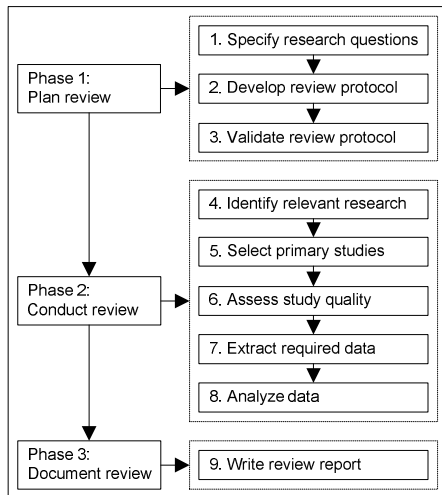 Phase 1:
Plan review
1. Specify research questions
2. Develop review protocol
3. Validate review protocol
Phase 2:
Conduct review
4. Identify relevant research
5. Select primary studies
6. Assess study quality
7. Extract required data
8. Analyze data
Phase 3:
Document review
9. Write review report